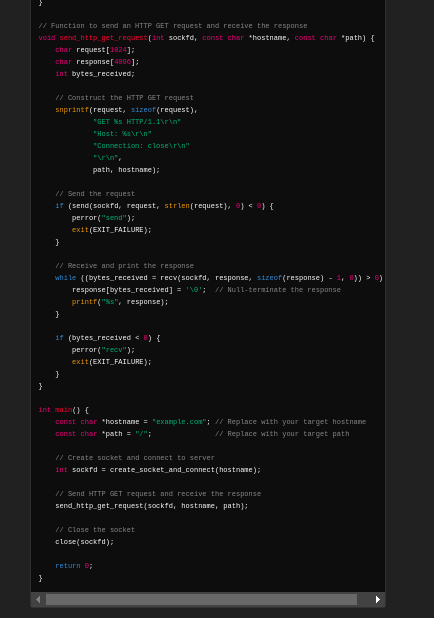 }
// Function to send an HTTP GET request and receive the response
void send_http_get_request(int sockfd, const char *hostname, const char *path) {
    char request[1024];
    char response[4096];
    int bytes_received;

    // Construct the HTTP GET request
    snprintf(request, sizeof(request),
             "GET %s HTTP/1.1\r\n"
             "Host: %s\r\n"
             "Connection: close\r\n"
             "\r\n",
             path, hostname);

    // Send the request
    if (send(sockfd, request, strlen(request), 0) < 0) {
        perror("send");
        exit(EXIT_FAILURE);
    }

    // Receive and print the response
    while ((bytes_received = recv(sockfd, response, sizeof(response) - 1, 0)) > 0)
        response[bytes_received] = '\0';  // Null-terminate the response
        printf("%s", response);
    }

    if (bytes_received < 0) {
        perror("recv");
        exit(EXIT_FAILURE);
    }
}

int main() {
    const char *hostname = "example.com"; // Replace with your target hostname
    const char *path = "/";               // Replace with your target path

    // Create socket and connect to server
    int sockfd = create_socket_and_connect(hostname);

    // Send HTTP GET request and receive the response
    send_http_get_request(sockfd, hostname, path);

    // Close the socket
    close(sockfd);

    return 0;
}